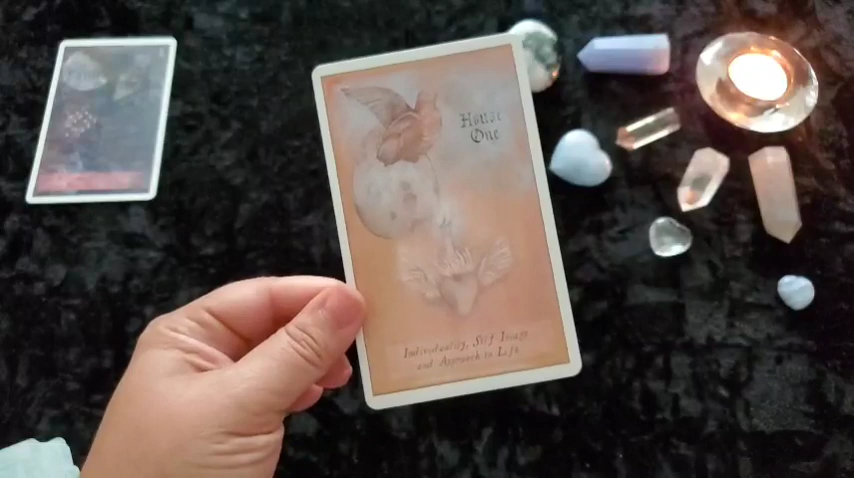 House
One
Individuality, Self Image
and Approach to Life